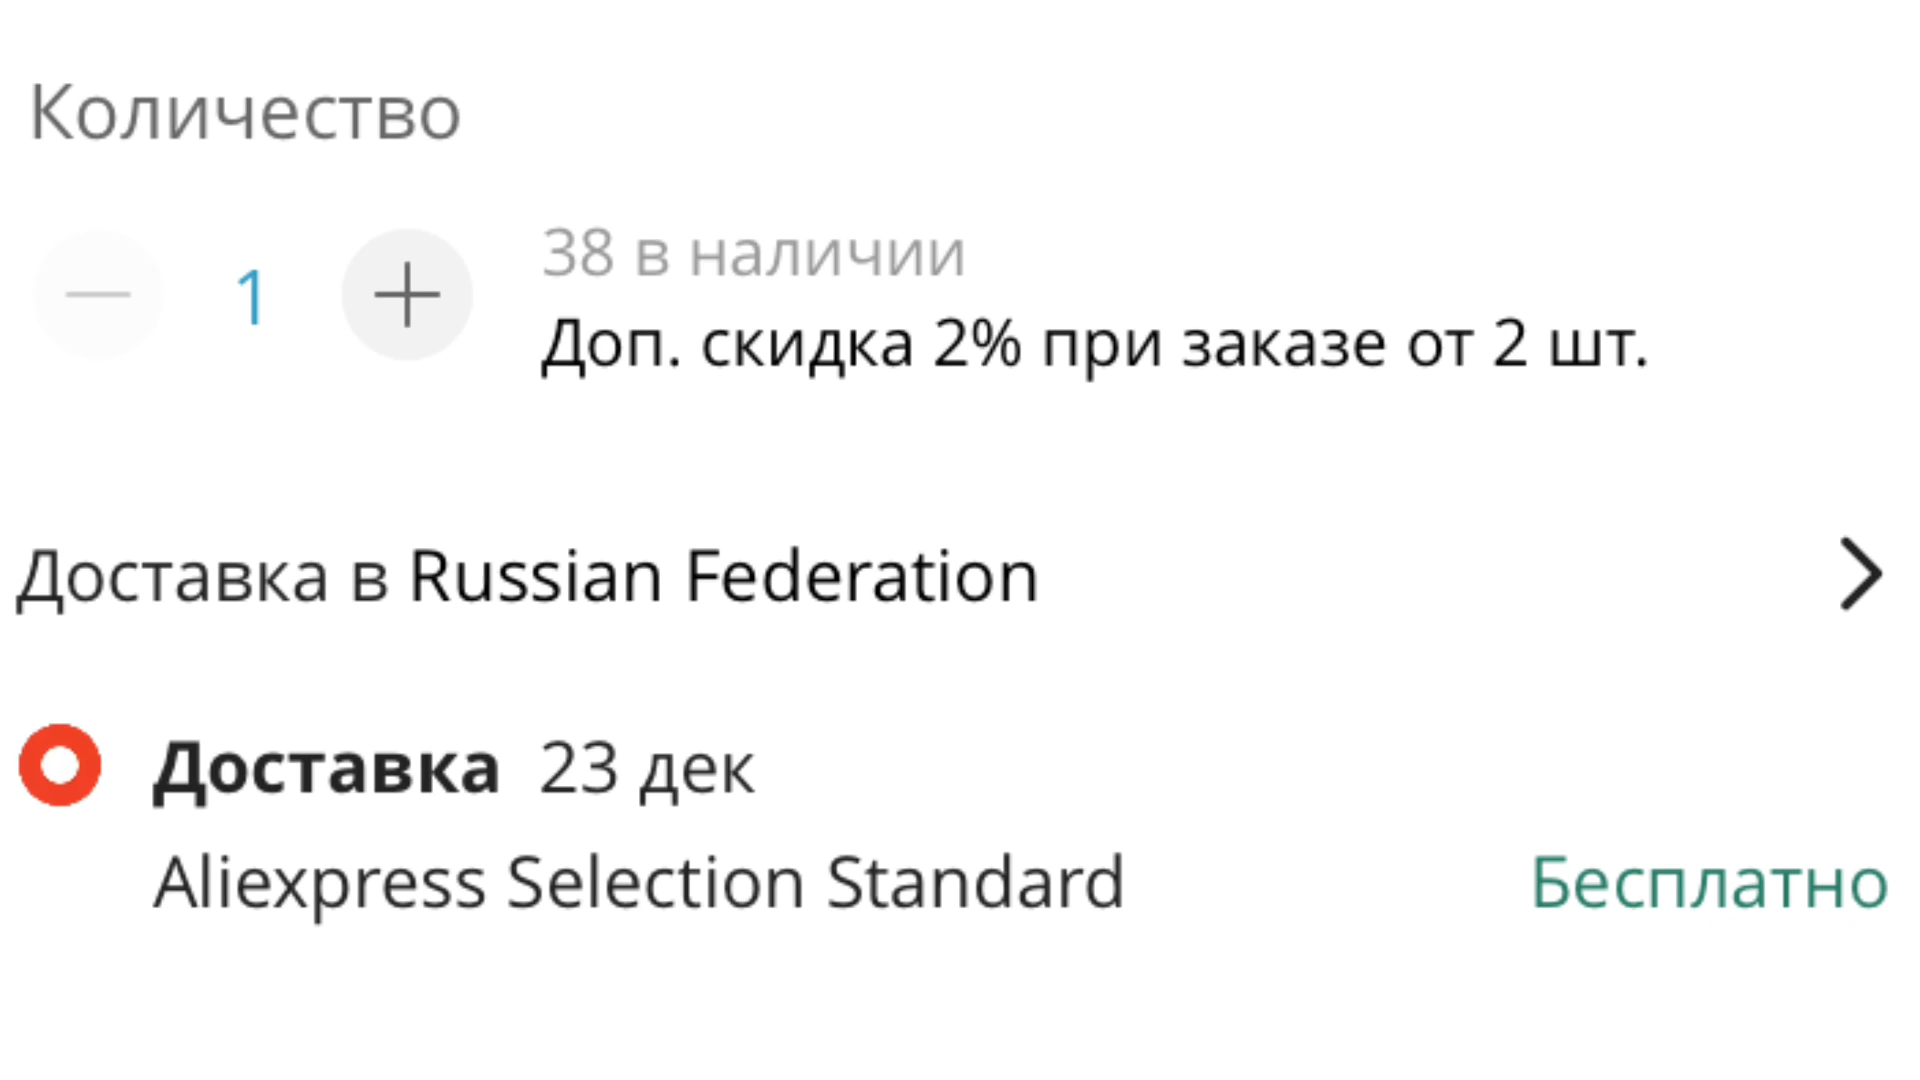 Количество
1
38 в наличии
Доп. скидка 2% при заказе от 2 шт.
Доставка в Russian Federation
Доставка 23 дек
Aliexpress Selection Standard Бесплатно